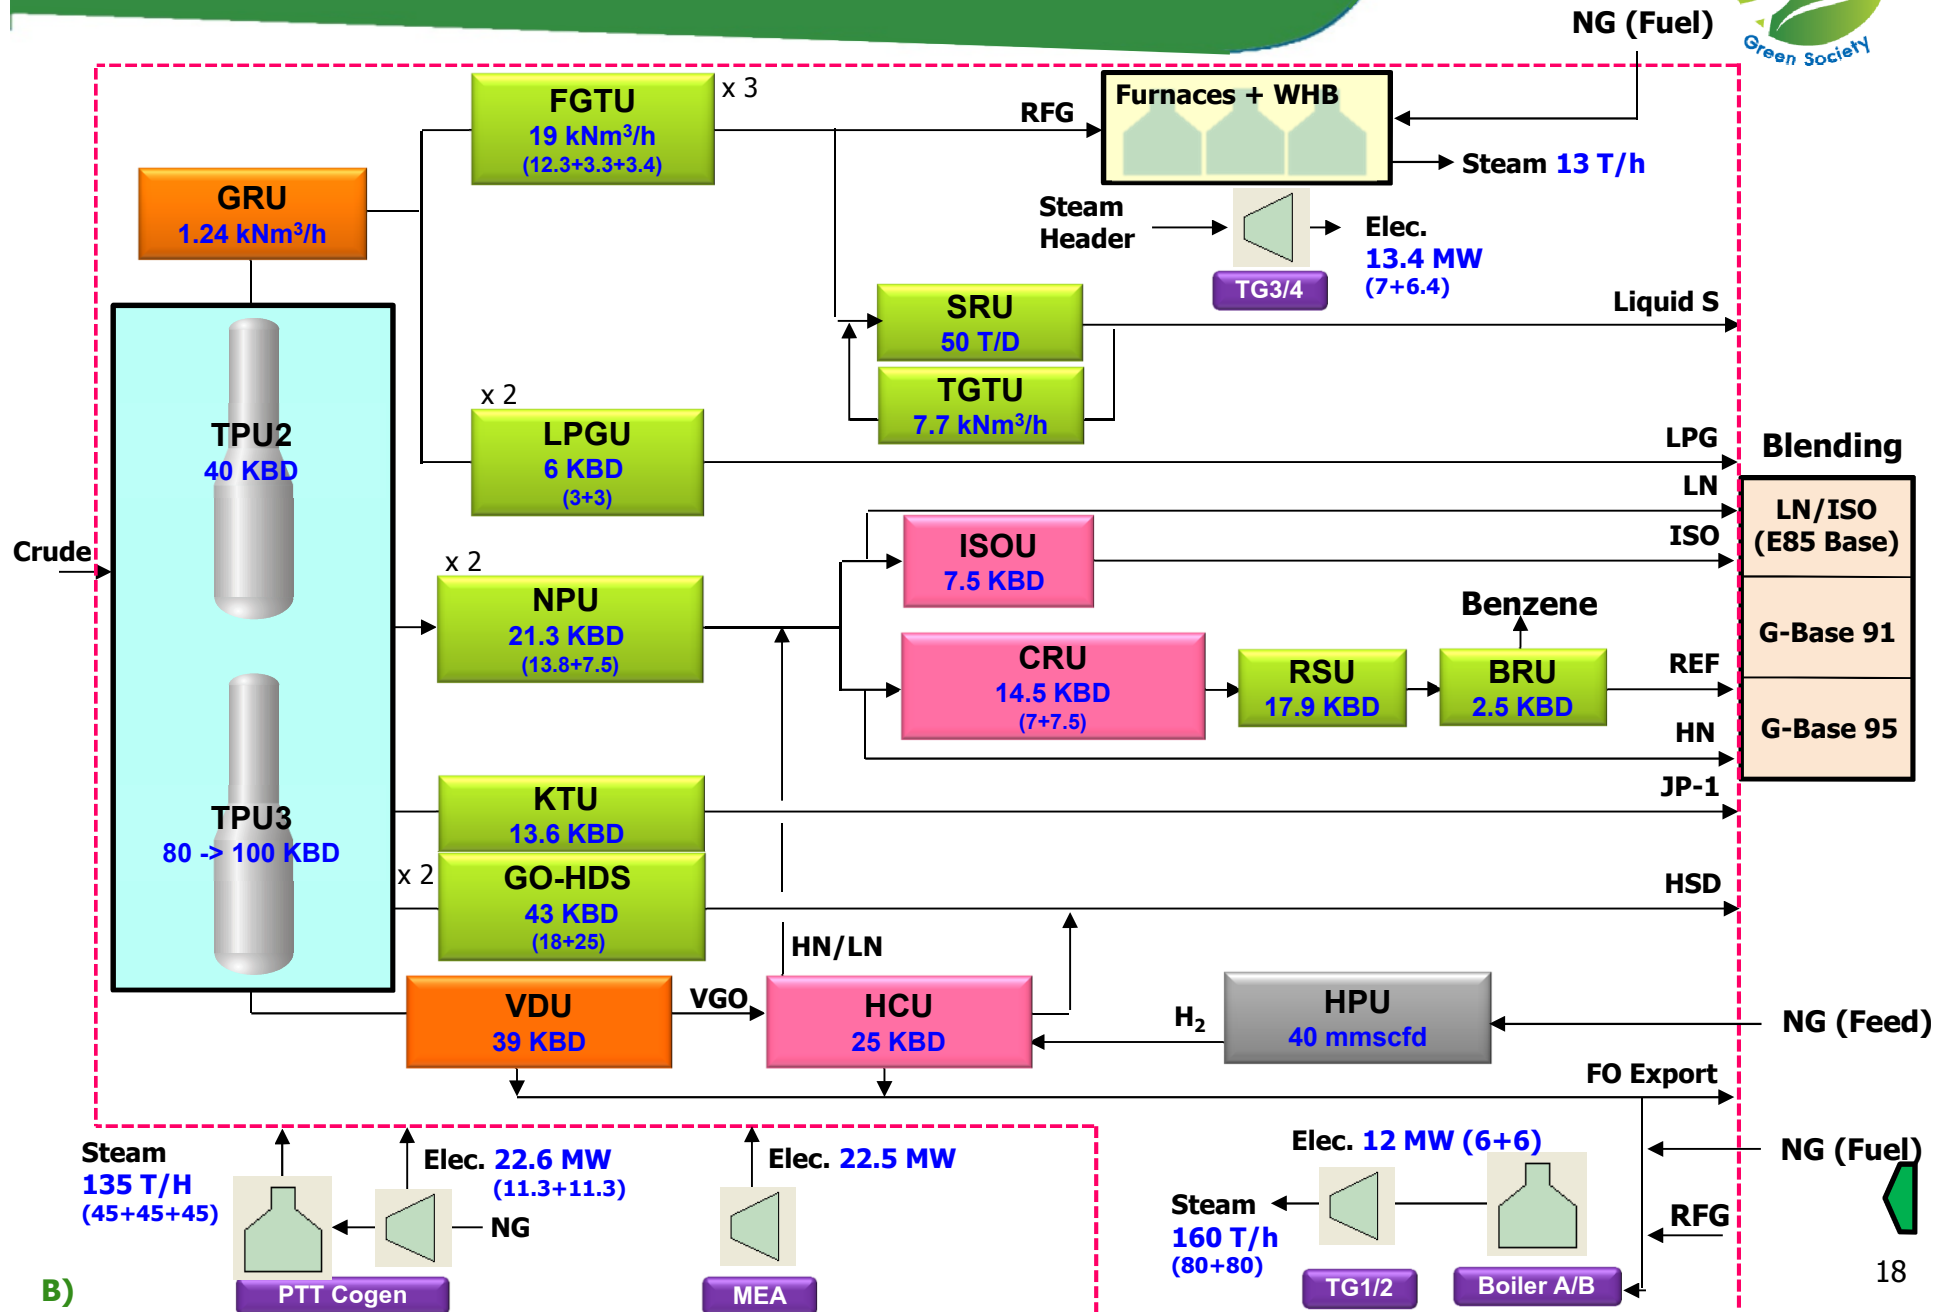 NG (Fuel)
Green Society
FGTU
19 kNm³/h
(12.3+3.3+3.4)
x 3
RFG
Furnaces + WHB
Steam 13 T/h
GRU
1.24 kNm³/h
Steam
Header
Elec.
13.4 MW
(7+6.4)
TG3/4
SRU
50 T/D
Liquid S
TGTU
7.7 kNm³/h
x 2
LPGU
6 KBD
(3+3)
LPG
Blending
TPU2
40 KBD
LN
LN/ISO
(E85 Base)
ISO
Crude
x 2
NPU
21.3 KBD
(13.8+7.5)
ISOU
7.5 KBD
Benzene
G-Base 91
CRU
14.5 KBD
(7+7.5)
RSU
17.9 KBD
BRU
2.5 KBD
REF
HN
G-Base 95
JP-1
TPU3
80 -> 100 KBD
KTU
13.6 KBD
x 2
GO-HDS
43 KBD
(18+25)
HSD
HN/LN
VDU
39 KBD
VGO
HCU
25 KBD
H₂
HPU
40 mmscfd
NG (Feed)
FO Export
Steam
135 T/H
(45+45+45)
Elec. 22.6 MW
(11.3+11.3)
NG
PTT Cogen
Elec. 22.5 MW
MEA
Elec. 12 MW (6+6)
Steam
160 T/h
(80+80)
TG1/2
Boiler A/B
NG (Fuel)
RFG
18
B)